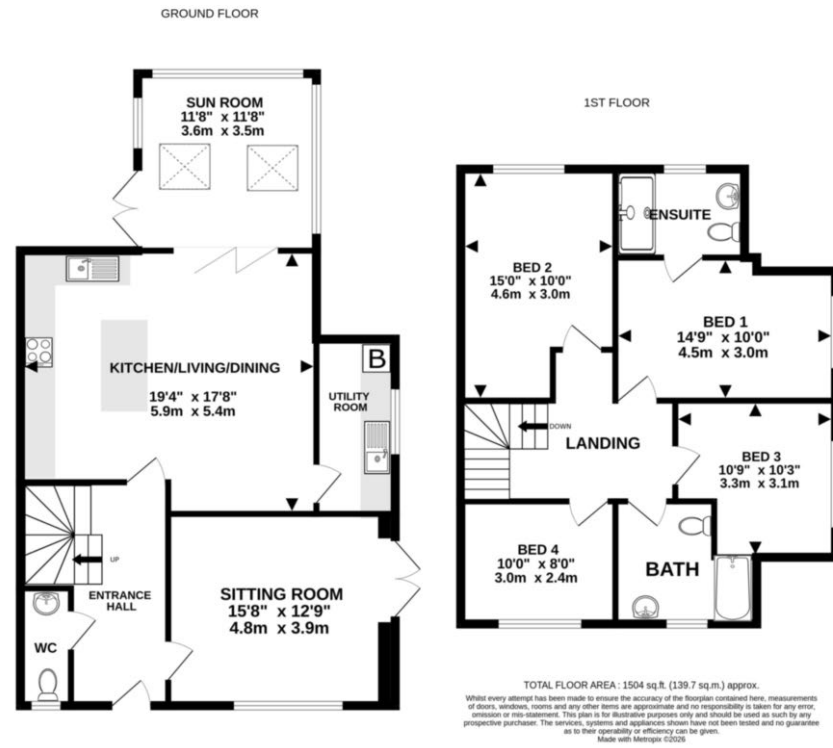 GROUND FLOOR
SUN ROOM
11'8" x 11'8"
3.6m x 3.5m
KITCHEN/LIVING/DINING
19'4" x 17'8"
5.9m x 5.4m
B
UTILITY
ROOM
UP
ENTRANCE
HALL
SITTING ROOM
15'8" x 12'9"
4.8m x 3.9m
WC
1ST FLOOR
ENSUITE
BED 2
15'0" x 10'0"
4.6m x 3.0m
BED 1
14'9" x 10'0"
4.5m x 3.0m
DOWN
LANDING
BED 3
10'9" x 10'3"
3.3m x 3.1m
BED 4
10'0" x 8'0"
3.0m x 2.4m
BATH
TOTAL FLOOR AREA : 1504 sq.ft. (139.7 sq.m.) approx.
Whilst every attempt has been made to ensure the accuracy of the floorplan contained here, measurements
of doors, windows, rooms and any other items are approximate and no responsibility is taken for any error,
omission or mis-statement. This plan is for illustrative purposes only and should be used as such by any
prospective purchaser. The services, systems and appliances shown have not been tested and no guarantee
as to their operability or efficiency can be given.
Made with Metropix ©2026